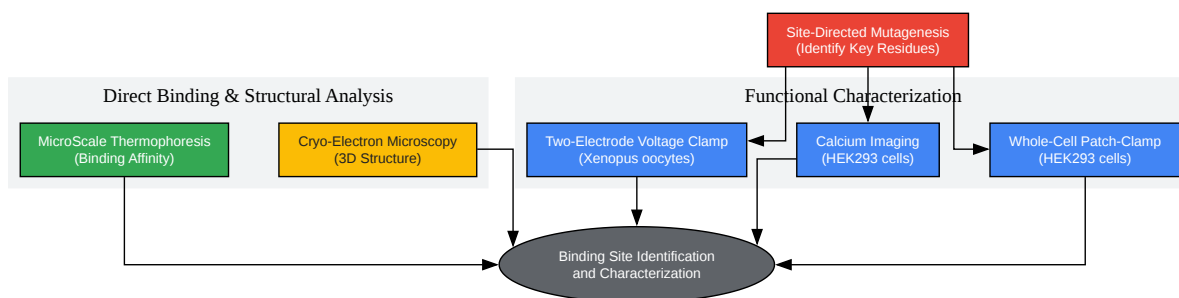 Site-Directed Mutagenesis
(Identify Key Residues)
Direct Binding & Structural Analysis
Functional Characterization
MicroScale Thermophoresis
(Binding Affinity)
Cryo-Electron Microscopy
(3D Structure)
Two-Electrode Voltage Clamp
(Xenopus oocytes)
Calcium Imaging
(HEK293 cells)
Whole-Cell Patch-Clamp
(HEK293 cells)
Binding Site Identification
and Characterization